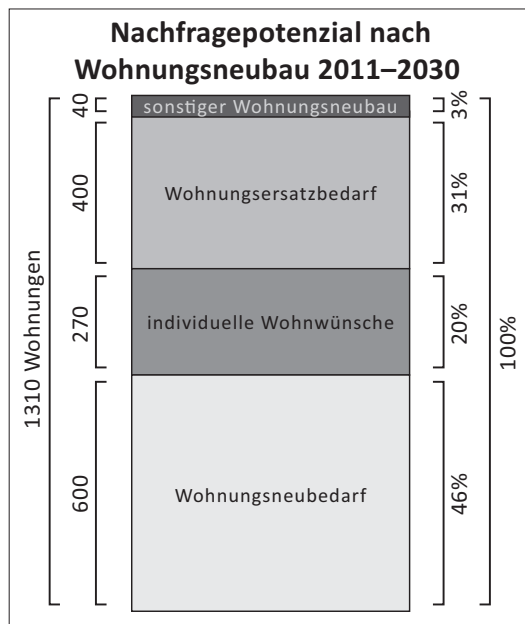 Nachfragepotenzial nach
Wohnungsneubau 2011–2030
40
sonstiger Wohnungsneubau
3%
400
Wohnungsersatzbedarf
31%
1310 Wohnungen
270
individuelle Wohnwünsche
20%
100%
600
Wohnungsneubedarf
46%